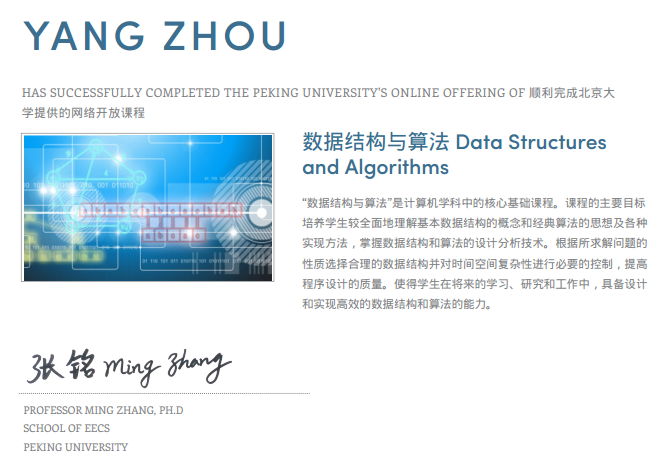 YANG ZHOU
HAS SUCCESSFULLY COMPLETED THE PEKING UNIVERSITY'S ONLINE OFFERING OF 顺利完成北京大
学提供的网络开放课程
数据结构与算法 Data Structures
and Algorithms
“数据结构与算法”是计算机学科中的核心基础课程。课程的主要目标
培养学生较全面地理解基本数据结构的概念和经典算法的思想及各种
实现方法，掌握数据结构和算法的设计分析技术。根据所求解问题的
性质选择合理的数据结构并对时间空间复杂性进行必要的控制，提高
程序设计的质量。使得学生在将来的学习、研究和工作中，具备设计
和实现高效的数据结构和算法的能力。
张铭 Ming Zhang
PROFESSOR MING ZHANG, PH.D
SCHOOL OF EECS
PEKING UNIVERSITY